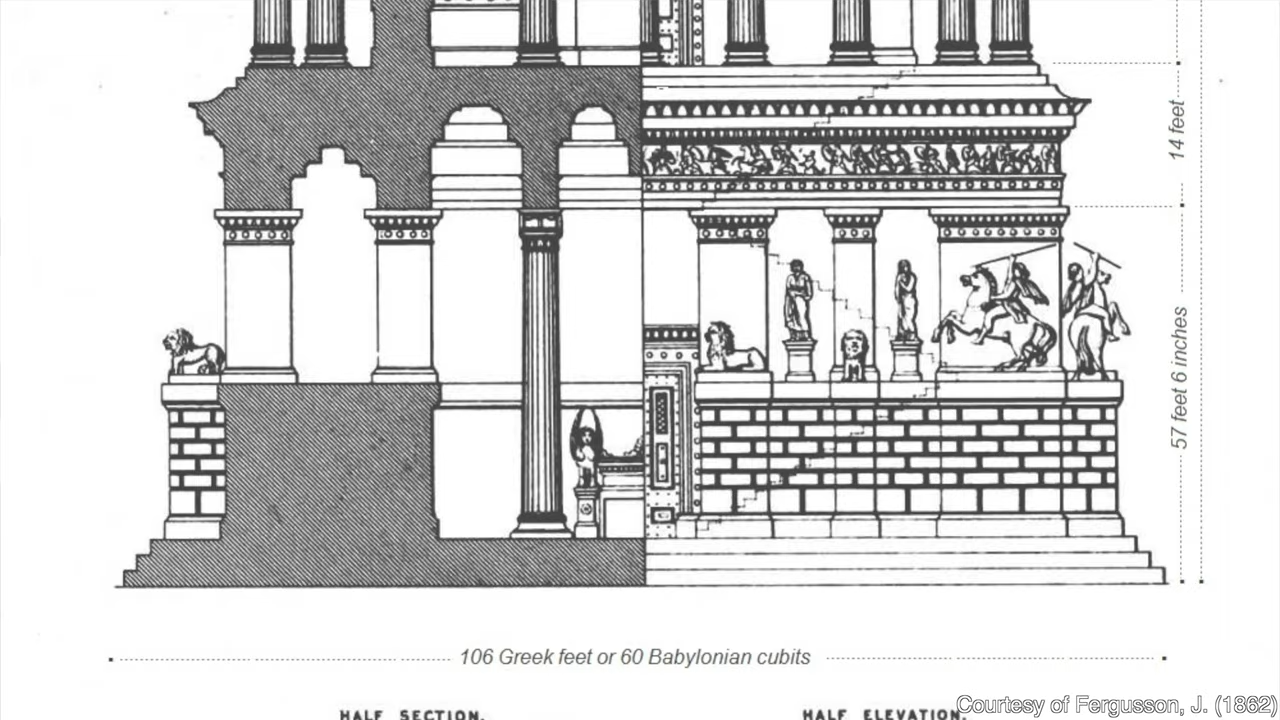 14 feet
57 feet 6 inches
106 Greek feet or 60 Babylonian cubits
HALF SECTION.
HALF ELEVATION.
Courtesy of Fergusson, J. (1862)